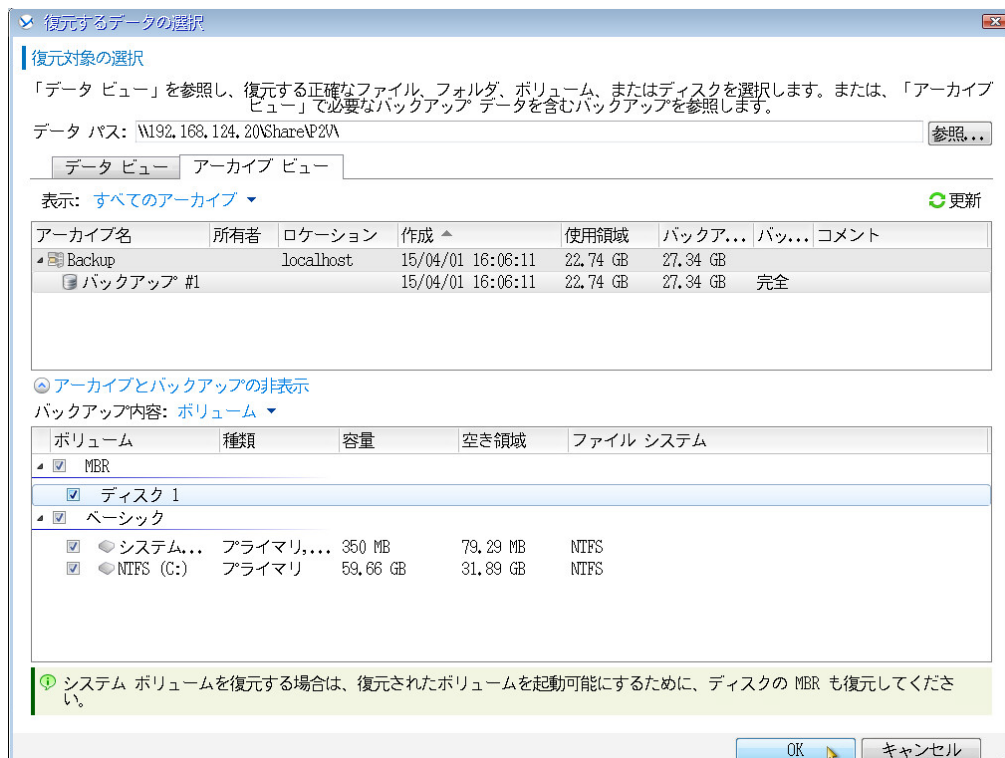 復元するデータの選択
復元対象の選択
「データ ビュー」を参照し、復元する正確なファイル、フォルダ、ボリューム、またはディスクを選択します。または、「アーカイブ
ビュー」で必要なバックアップ データを含むバックアップを参照します。
データ パス: \\192.168.124.20\Share\P2V\ 参照...
データ ビュー アーカイブ ビュー
表示: すべてのアーカイブ 更新
アーカイブ名 所有者 ロケーション 作成 使用領域 バックア... バッ... コメント
Backup localhost 15/04/01 16:06:11 22.74 GB 27.34 GB
バックアップ #1 15/04/01 16:06:11 22.74 GB 27.34 GB 完全
アーカイブとバックアップの非表示
バックアップ内容: ボリューム
ボリューム 種類 容量 空き領域 ファイル システム
MBR
ディスク 1
ベーシック
システム... プライマリ,... 350 MB 79.29 MB NTFS
NTFS (C:) プライマリ 59.66 GB 31.89 GB NTFS
システム ボリュームを復元する場合は、復元されたボリュームを起動可能にするために、ディスクの MBR も復元してくださ
い。
OK キャンセル